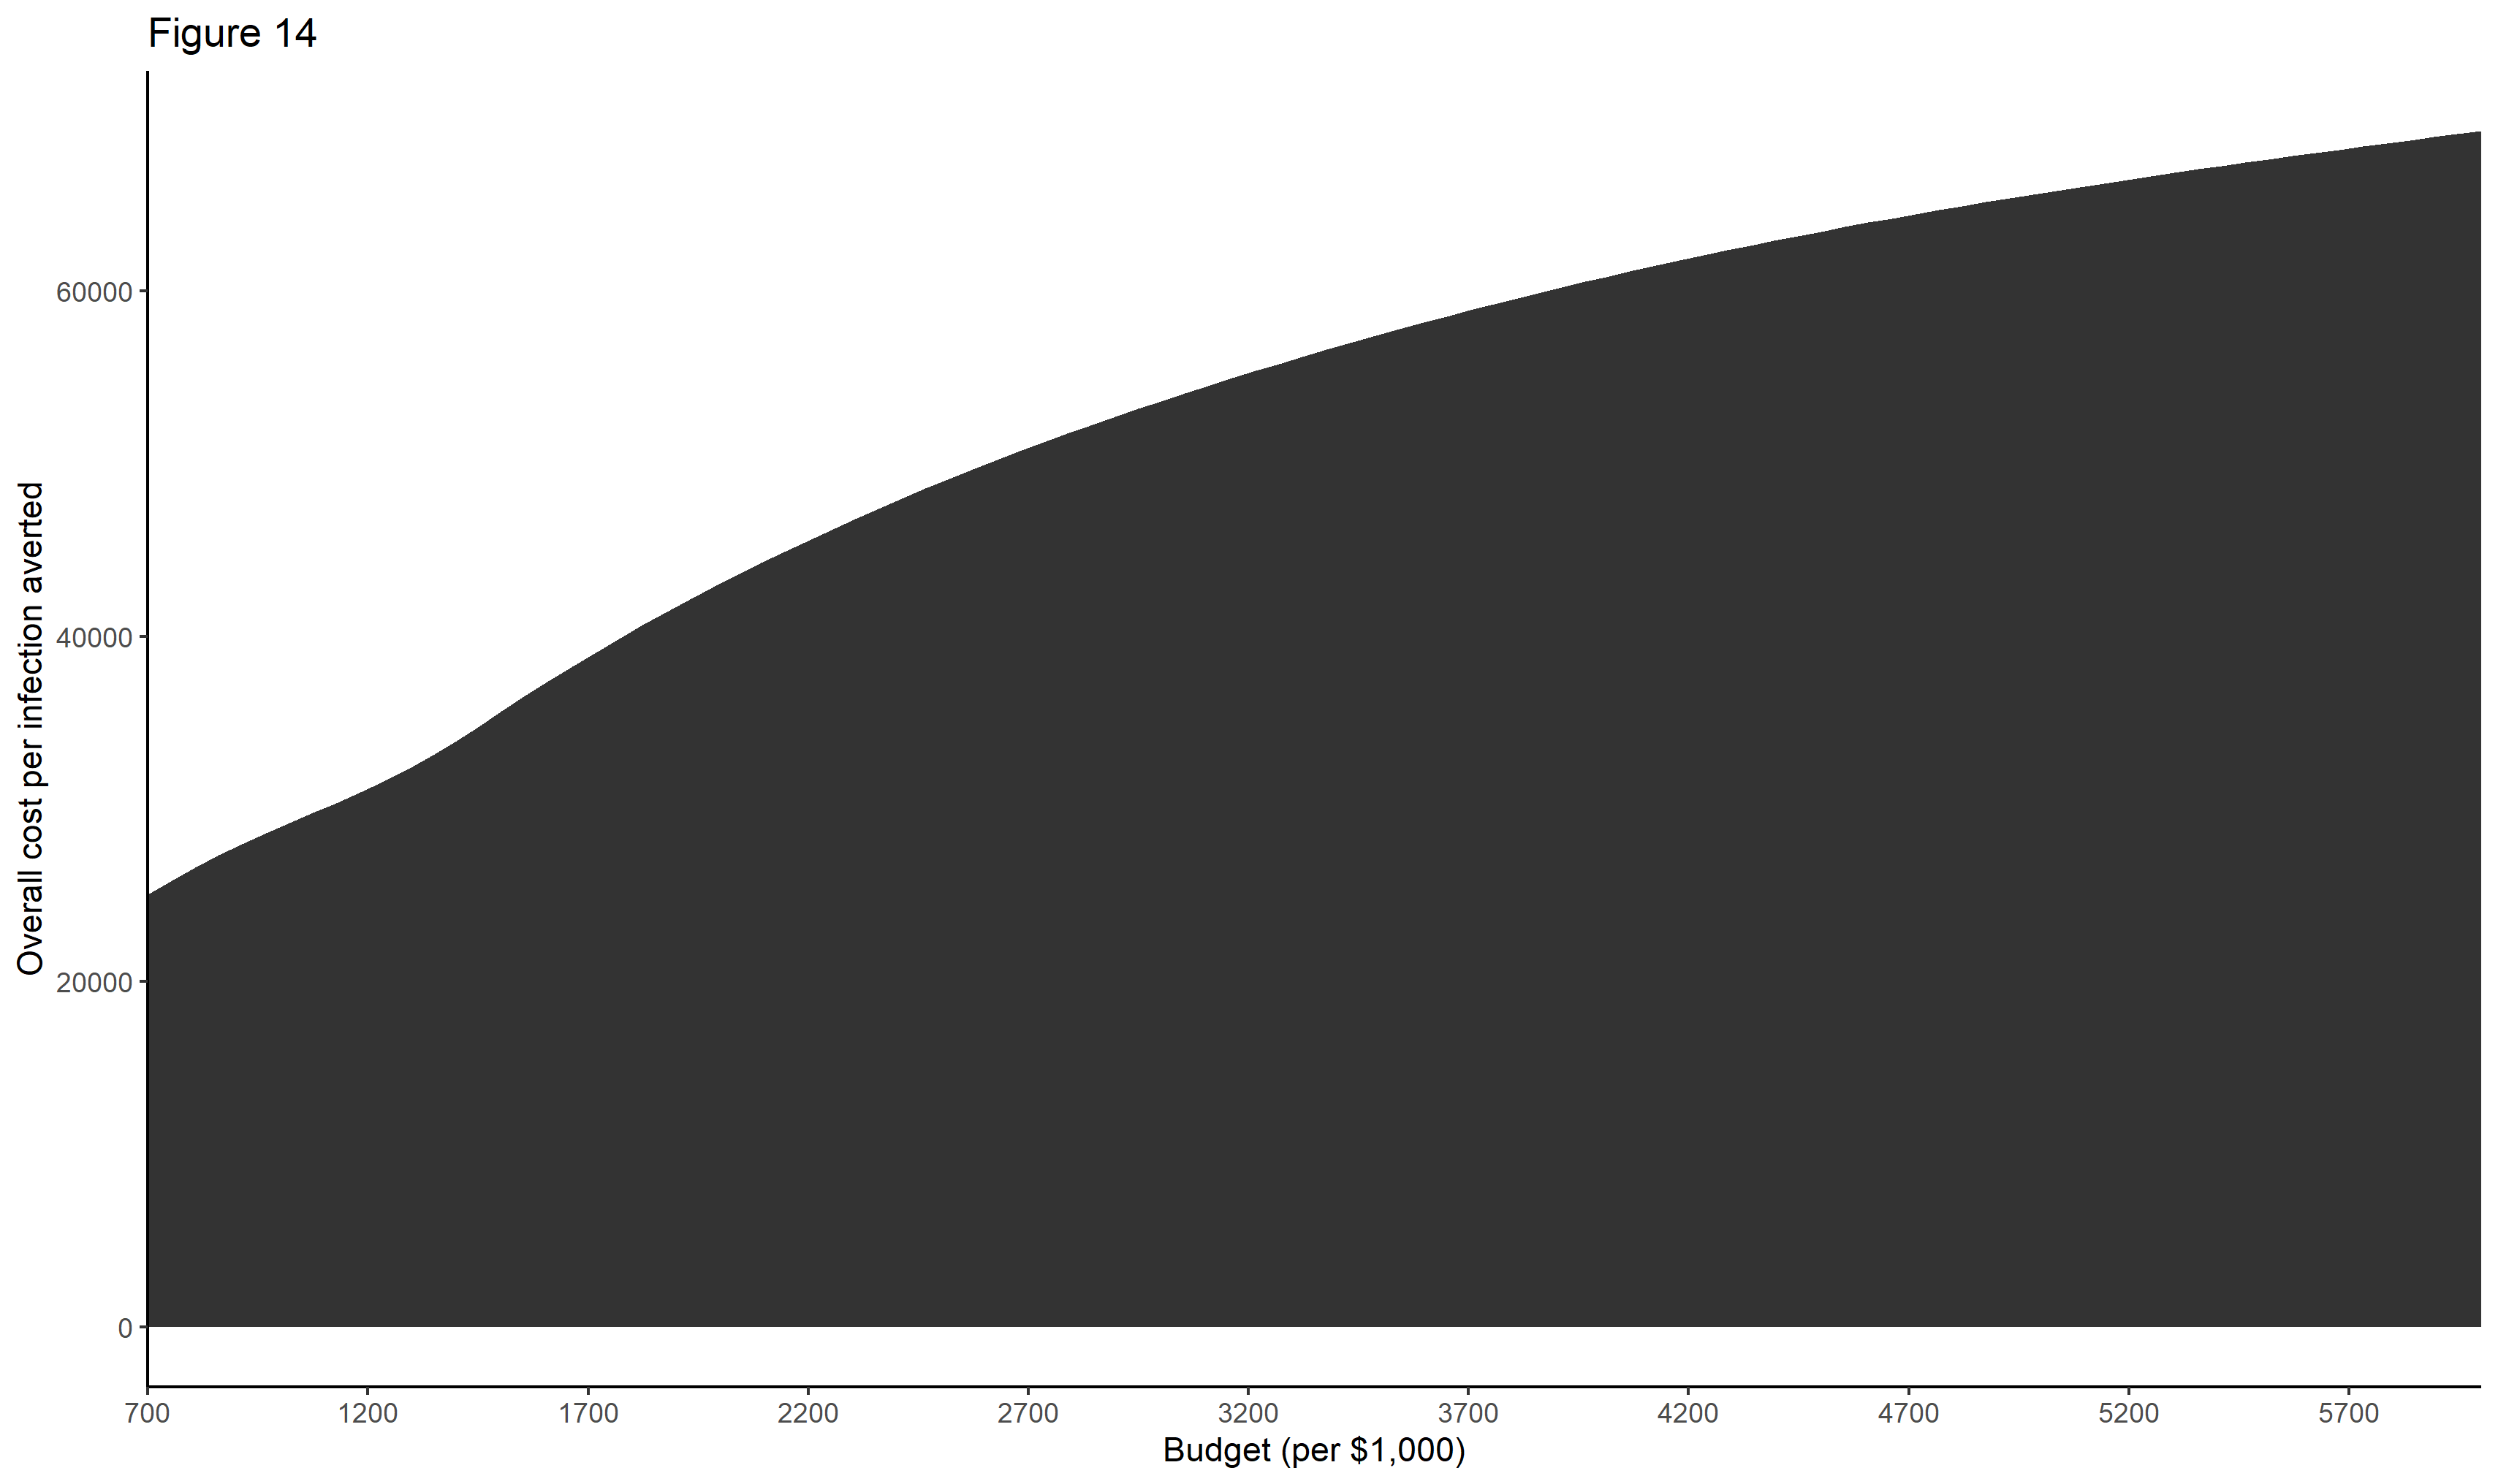 Figure 14
Overall cost per infection averted
60000
40000
20000
0
700 1200 1700 2200 2700 3200 3700 4200 4700 5200 5700
Budget (per $1,000)